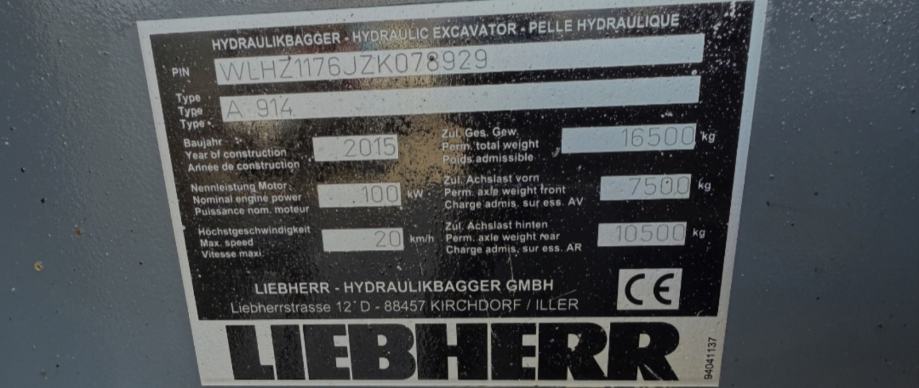 HYDRAULIKBAGGER - HYDRAULIC EXCAVATOR - PELLE HYDRAULIQUE
PIN WLHZ1176JZK078929
Type
Type A 914
Type
Baujahr
Year of construction 2015
Année de construction
Zul. Ges. Gew.
Perm. total weight 16500 kg
Poids admissible
Nennleistung Motor
Nominal engine power 100 kW
Puissance nom. moteur
Zul. Achslast vorn
Perm. axle weight front 7500 kg
Charge admis. sur ess. AV
Höchstgeschwindigkeit
Max. speed 20 km/h
Vitesse maxi.
Zul. Achslast hinten
Perm. axle weight rear 10500 kg
Charge admis. sur ess. AR
LIEBHERR - HYDRAULIKBAGGER GMBH
Liebherrstrasse 12 D - 88457 KIRCHDORF / ILLER
CE
LIEBHERR
94041137